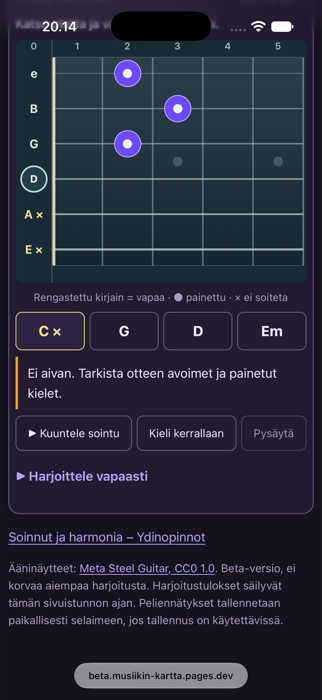 20.14
0 1 2 3 4 5
e
B
G
D
A ×
E ×
Rengastettu kirjain = vapaa · ● painettu · × ei soiteta
C × G D Em
Ei aivan. Tarkista otteen avoimet ja painetut
kielet.
▶ Kuuntele sointu Kieli kerrallaan Pysäytä
▶ Harjoittele vapaasti
Soinnut ja harmonia – Ydinopinnot
Ääninäytteet: Meta Steel Guitar, CC0 1.0. Beta-versio, ei
korvaa aiempaa harjoitusta. Harjoitustulokset säilyvät
tämän sivuistunnon ajan. Peliennätykset tallennetaan
paikallisesti selaimeen, jos tallennus on käytettävissä.
beta.musiikin-kartta.pages.dev